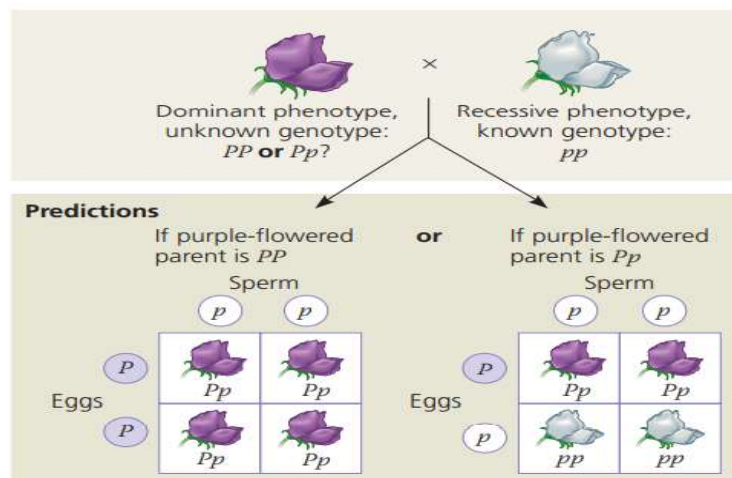 ×
Dominant phenotype,
unknown genotype:
PP or Pp?
Recessive phenotype,
known genotype:
pp
Predictions
If purple-flowered
parent is PP
Sperm
p p
Eggs
P
Pp Pp
P
Pp Pp
or
If purple-flowered
parent is Pp
Sperm
p p
Eggs
P
Pp Pp
p
pp pp